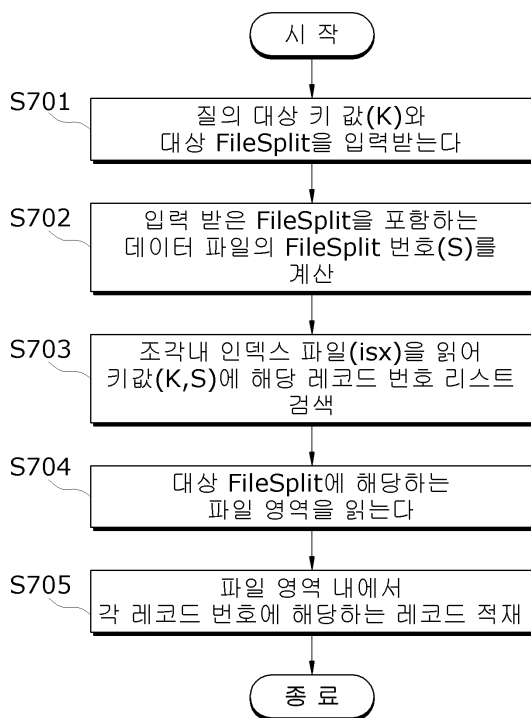 시 작
S701
질의 대상 키 값(K)와
대상 FileSplit을 입력받는다
S702
입력 받은 FileSplit을 포함하는
데이터 파일의 FileSplit 번호(S)를
계산
S703
조각내 인덱스 파일(isx)을 읽어
키값(K,S)에 해당 레코드 번호 리스트
검색
S704
대상 FileSplit에 해당하는
파일 영역을 읽는다
S705
파일 영역 내에서
각 레코드 번호에 해당하는 레코드 적재
종 료